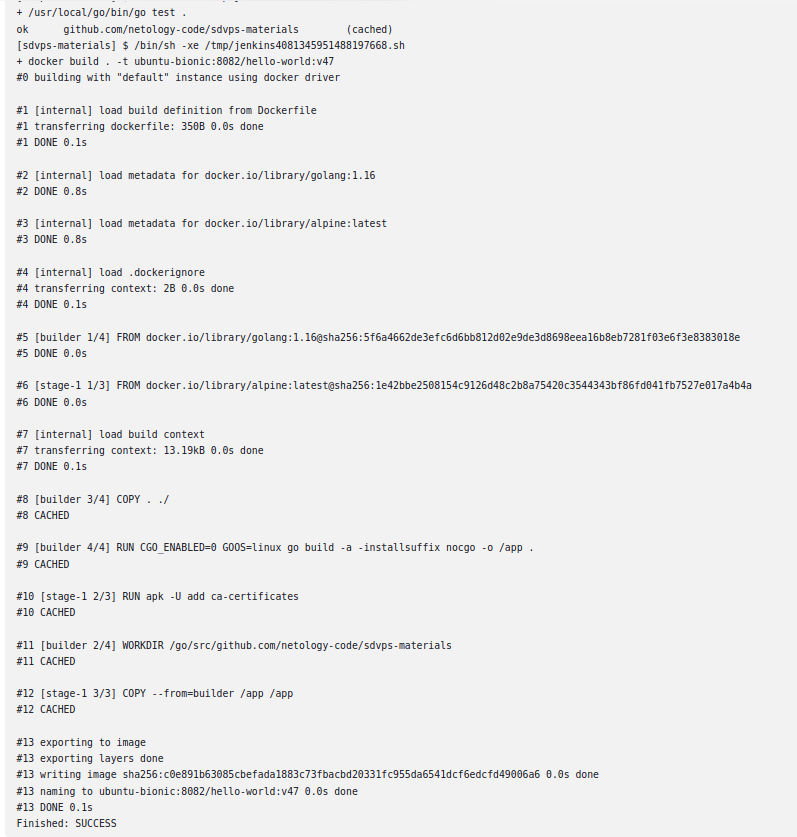 + /usr/local/go/bin/go test .
ok      github.com/netology-code/sdvps-materials        (cached)
[sdvps-materials] $ /bin/sh -xe /tmp/jenkins4081345951488197668.sh
+ docker build . -t ubuntu-bionic:8082/hello-world:v47
#0 building with "default" instance using docker driver

#1 [internal] load build definition from Dockerfile
#1 transferring dockerfile: 350B 0.0s done
#1 DONE 0.1s

#2 [internal] load metadata for docker.io/library/golang:1.16
#2 DONE 0.8s

#3 [internal] load metadata for docker.io/library/alpine:latest
#3 DONE 0.8s

#4 [internal] load .dockerignore
#4 transferring context: 2B 0.0s done
#4 DONE 0.1s

#5 [builder 1/4] FROM docker.io/library/golang:1.16@sha256:5f6a4662de3efc6d6bb812d02e9de3d8698eea16b8eb7281f03e6f3e8383018e
#5 DONE 0.0s

#6 [stage-1 1/3] FROM docker.io/library/alpine:latest@sha256:1e42bbe2508154c9126d48c2b8a75420c3544343bf86fd041fb7527e017a4b4a
#6 DONE 0.0s

#7 [internal] load build context
#7 transferring context: 13.19kB 0.0s done
#7 DONE 0.1s

#8 [builder 3/4] COPY . ./
#8 CACHED

#9 [builder 4/4] RUN CGO_ENABLED=0 GOOS=linux go build -a -installsuffix nocgo -o /app .
#9 CACHED

#10 [stage-1 2/3] RUN apk -U add ca-certificates
#10 CACHED

#11 [builder 2/4] WORKDIR /go/src/github.com/netology-code/sdvps-materials
#11 CACHED

#12 [stage-1 3/3] COPY --from=builder /app /app
#12 CACHED

#13 exporting to image
#13 exporting layers done
#13 writing image sha256:c0e891b63085cbefada1883c73fbacbd20331fc955da6541dcf6edcfd49006a6 0.0s done
#13 naming to ubuntu-bionic:8082/hello-world:v47 0.0s done
#13 DONE 0.1s
Finished: SUCCESS